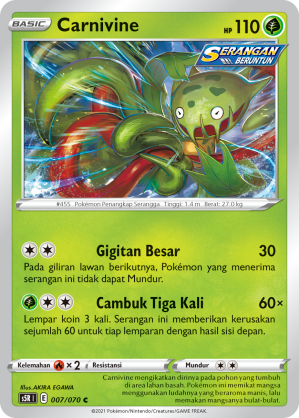 BASIC
Carnivine
HP 110
SERANGAN
BERUNTUN
#455 Pokémon Penangkap Serangga Tinggi: 1.4 m Berat: 27.0 kg
Gigitan Besar 30
Pada giliran lawan berikutnya, Pokémon yang menerima
serangan ini tidak dapat Mundur.
Cambuk Tiga Kali 60×
Lempar koin 3 kali. Serangan ini memberikan kerusakan
sejumlah 60 untuk tiap lemparan dengan hasil sisi depan.
Kelemahan × 2 Resistansi Mundur
Illus. AKIRA EGAWA
s5R I E 007/070 C
Carnivine mengikatkan dirinya pada pohon yang tumbuh
di area lahan basah. Pokémon ini memikat mangsa
menggunakan ludahnya yang beraroma manis, lalu
memakan mangsanya bulat-bulat.
©2021 Pokémon/Nintendo/Creatures/GAME FREAK